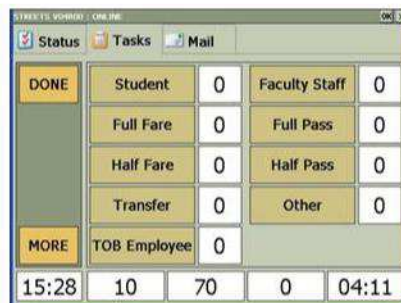 : ONLINE OK
Status Tasks Mail
DONE Student 0 Faculty Staff 0
Full Fare 0 Full Pass 0
Half Fare 0 Half Pass 0
Transfer 0 Other 0
MORE TOB Employee 0
15:28 10 70 0 04:11